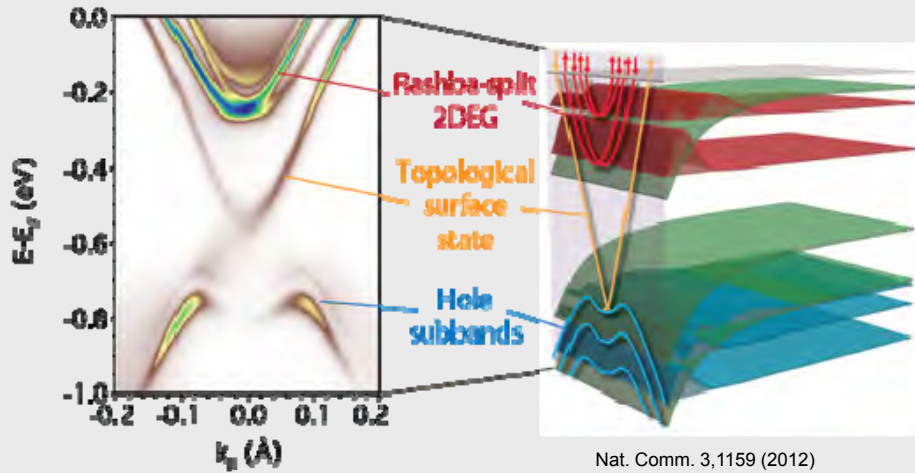 0.0
-0.2
-0.4
-0.6
-0.8
-1.0
E-E_F (eV)
-0.2 -0.1 0.0 0.1 0.2
k_|| (Å)
Rashba-split
2DEG
Topological
surface
state
Hole
subbands
Nat. Comm. 3,1159 (2012)